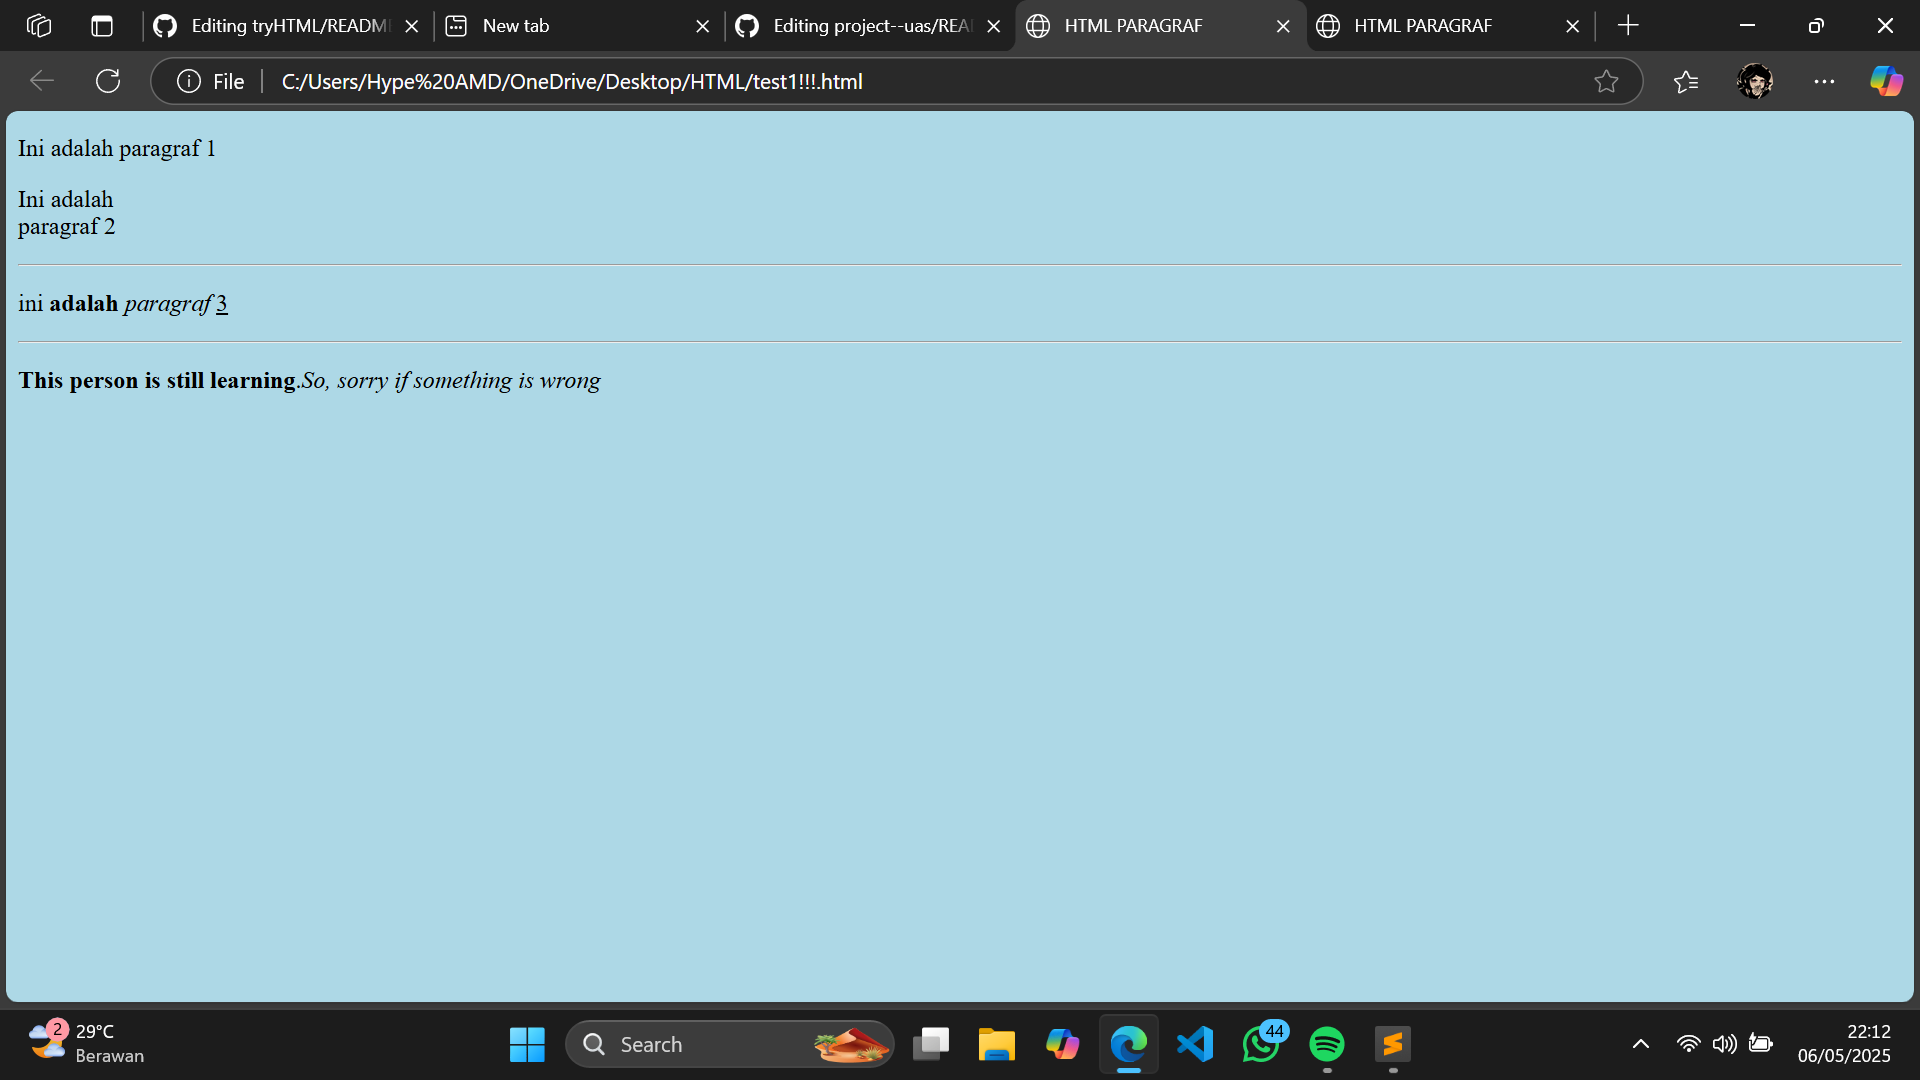 Editing tryHTML/READM
New tab
Editing project--uas/REA
HTML PARAGRAF
HTML PARAGRAF
File
C:/Users/Hype%20AMD/OneDrive/Desktop/HTML/test1!!!.html
Ini adalah paragraf 1
Ini adalah
paragraf 2
ini adalah paragraf 3
This person is still learning.So, sorry if something is wrong
2
29°C
Berawan
Search
44
22:12
06/05/2025